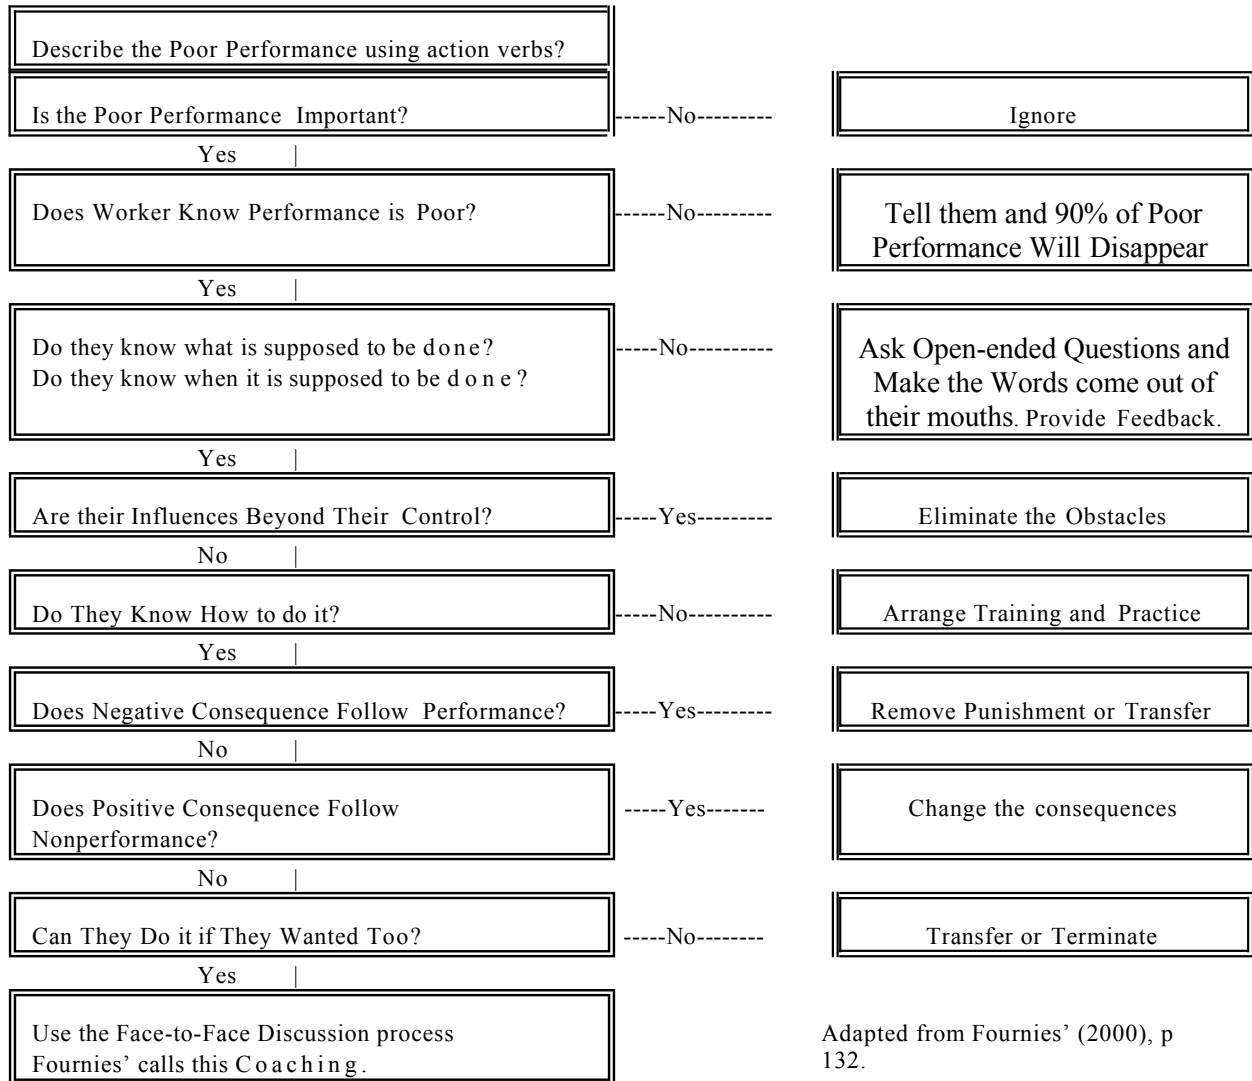 Describe the Poor Performance using action verbs?
Is the Poor Performance Important?
------No---------
Ignore
Yes |
Does Worker Know Performance is Poor?
------No---------
Tell them and 90% of Poor
Performance Will Disappear
Yes |
Do they know what is supposed to be done?
Do they know when it is supposed to be done?
-----No---------
Ask Open-ended Questions and
Make the Words come out of
their mouths. Provide Feedback.
Yes |
Are their Influences Beyond Their Control?
-----Yes---------
Eliminate the Obstacles
No |
Do They Know How to do it?
-----No---------
Arrange Training and Practice
Yes |
Does Negative Consequence Follow Performance?
-----Yes---------
Remove Punishment or Transfer
No |
Does Positive Consequence Follow
Nonperformance?
-----Yes-------
Change the consequences
No |
Can They Do it if They Wanted Too?
-----No---------
Transfer or Terminate
Yes |
Use the Face-to-Face Discussion process
Fournies’ calls this Coaching.
Adapted from Fournies’ (2000), p
132.